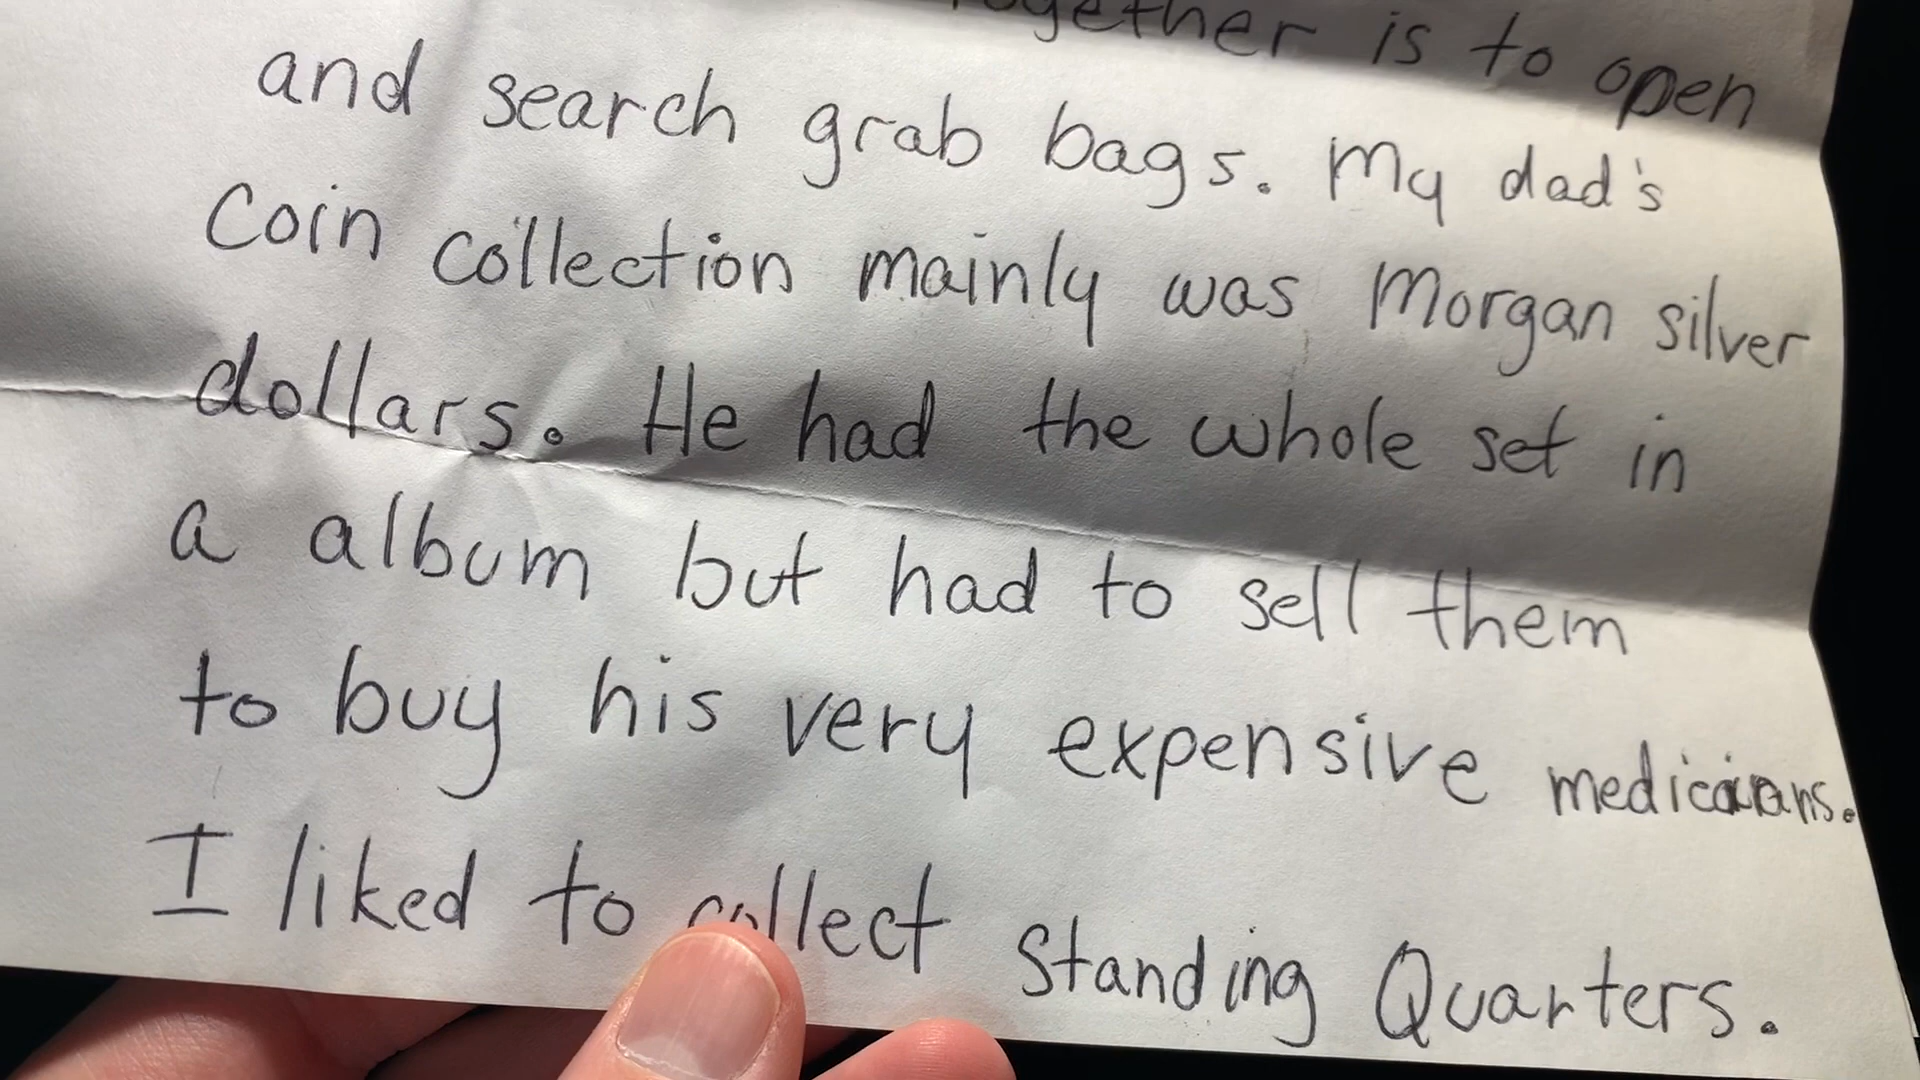 together is to open
and search grab bags. My dad's
Coin collection mainly was Morgan silver
dollars. He had the whole set in
a album but had to sell them
to buy his very expensive
I liked to collect Standing Quarters.